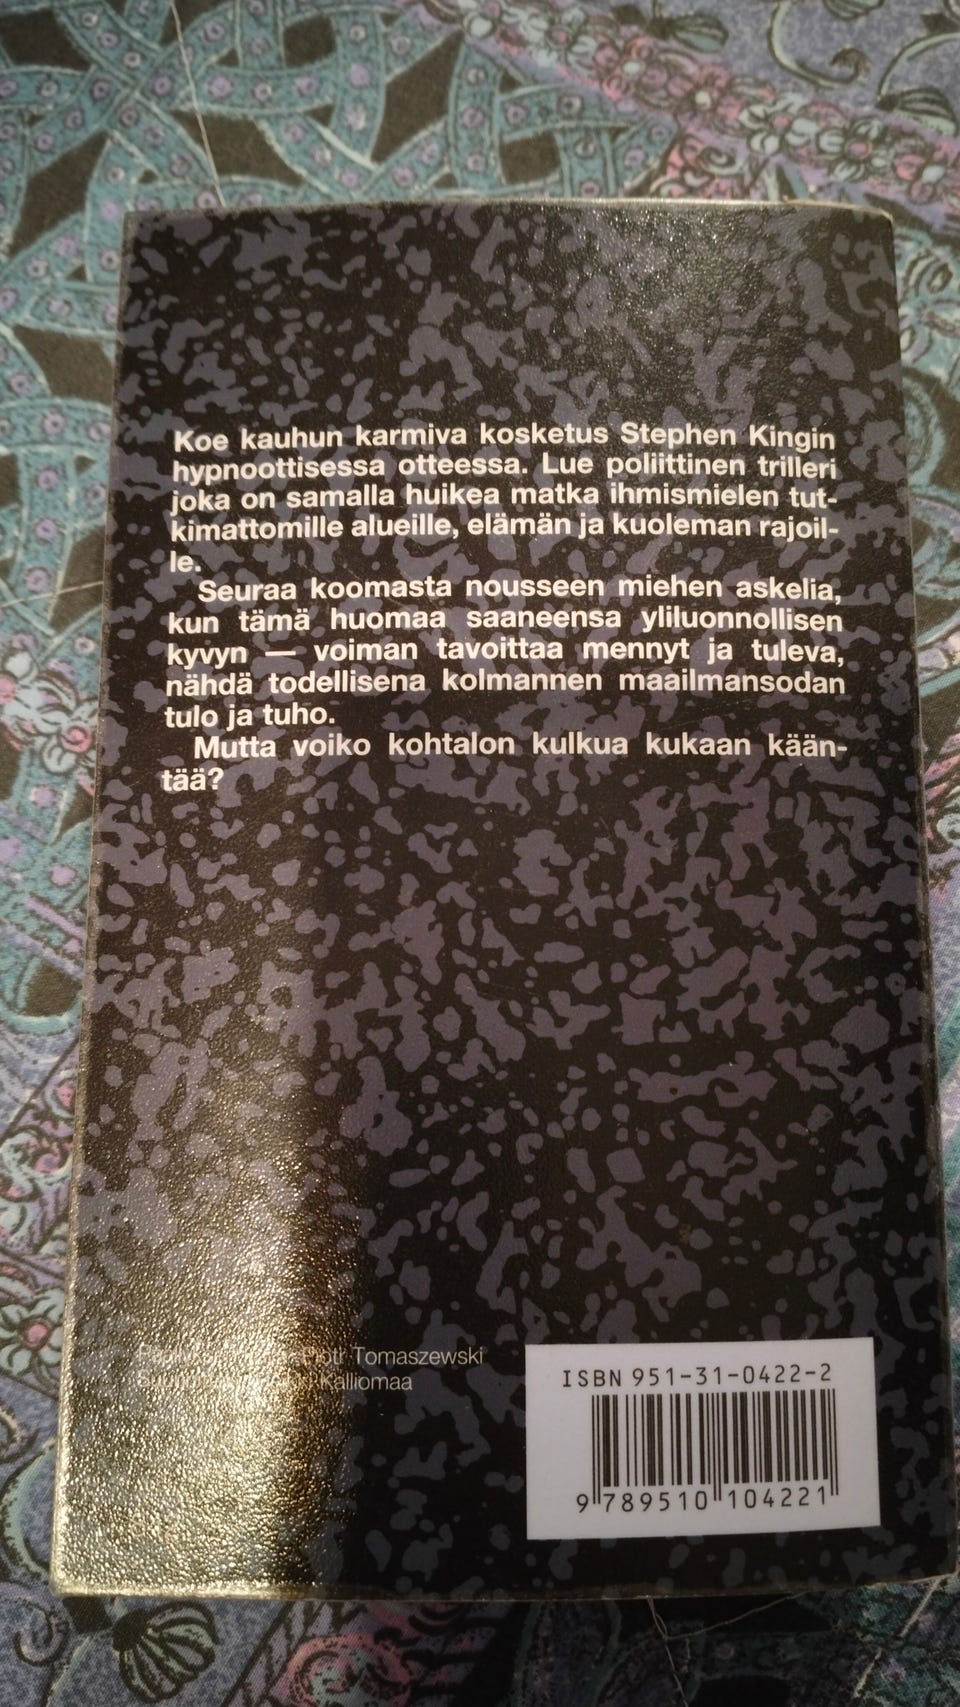 Koe kauhun karmiva kosketus Stephen Kingin
hypnoottisessa otteessa. Lue poliittinen trilleri
joka on samalla huikea matka ihmismielen tut-
kimattomille alueille, elämän ja kuoleman rajoil-
le.
Seuraa koomasta nousseen miehen askelia,
kun tämä huomaa saaneensa yliluonnollisen
kyvyn — voiman tavoittaa mennyt ja tuleva,
nähdä todellisena kolmannen maailmansodan
tulo ja tuho.
Mutta voiko kohtalon kulkua kukaan kään-
tää?
Piotr Tomaszewski
Kalliomaa
ISBN 951-31-0422-2
9 789510 104221